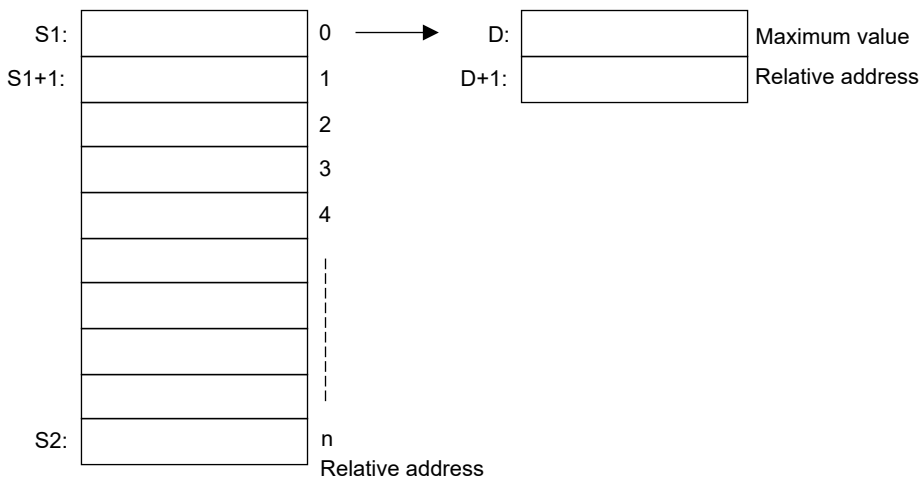 S1: 0 D: Maximum value
S1+1: 1 D+1: Relative address
2
3
4
S2: n
Relative address